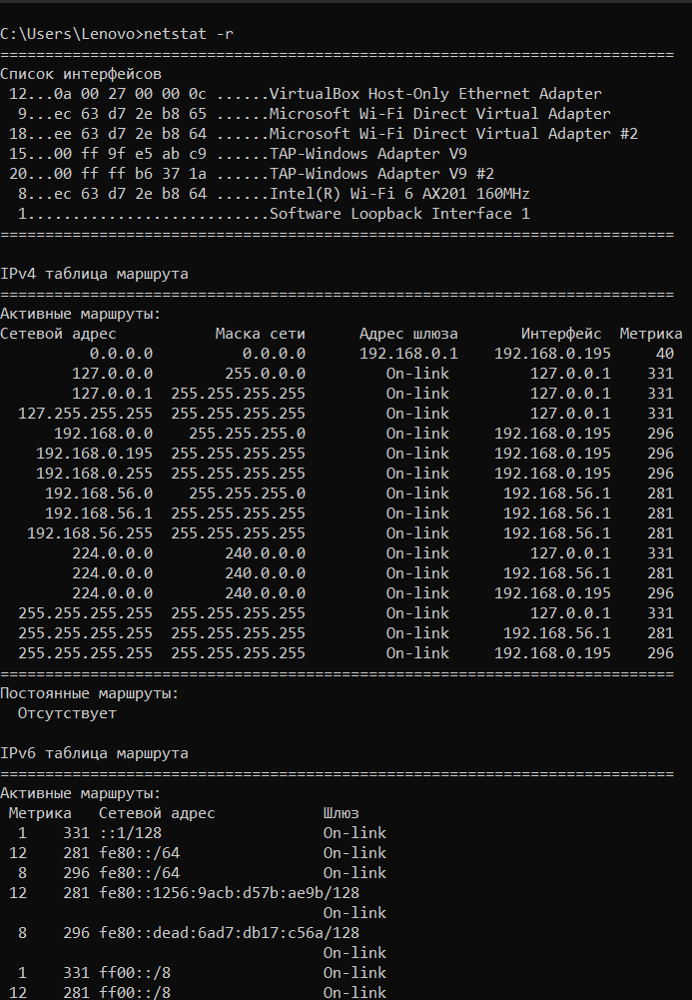 C:\Users\Lenovo>netstat -r
===========================================================================
Список интерфейсов
 12...0a 00 27 00 00 0c ......VirtualBox Host-Only Ethernet Adapter
  9...ec 63 d7 2e b8 65 ......Microsoft Wi-Fi Direct Virtual Adapter
 18...ee 63 d7 2e b8 64 ......Microsoft Wi-Fi Direct Virtual Adapter #2
 15...00 ff 9f e5 ab c9 ......TAP-Windows Adapter V9
 20...00 ff ff b6 37 1a ......TAP-Windows Adapter V9 #2
  8...ec 63 d7 2e b8 64 ......Intel(R) Wi-Fi 6 AX201 160MHz
  1...........................Software Loopback Interface 1
===========================================================================
IPv4 таблица маршрута
===========================================================================
Активные маршруты:
Сетевой адрес           Маска сети      Адрес шлюза       Интерфейс  Метрика
          0.0.0.0          0.0.0.0      192.168.0.1    192.168.0.195     40
        127.0.0.0        255.0.0.0         On-link         127.0.0.1    331
        127.0.0.1  255.255.255.255         On-link         127.0.0.1    331
  127.255.255.255  255.255.255.255         On-link         127.0.0.1    331
      192.168.0.0    255.255.255.0         On-link     192.168.0.195    296
    192.168.0.195  255.255.255.255         On-link     192.168.0.195    296
    192.168.0.255  255.255.255.255         On-link     192.168.0.195    296
     192.168.56.0    255.255.255.0         On-link      192.168.56.1    281
     192.168.56.1  255.255.255.255         On-link      192.168.56.1    281
   192.168.56.255  255.255.255.255         On-link      192.168.56.1    281
        224.0.0.0        240.0.0.0         On-link         127.0.0.1    331
        224.0.0.0        240.0.0.0         On-link      192.168.56.1    281
        224.0.0.0        240.0.0.0         On-link     192.168.0.195    296
  255.255.255.255  255.255.255.255         On-link         127.0.0.1    331
  255.255.255.255  255.255.255.255         On-link      192.168.56.1    281
  255.255.255.255  255.255.255.255         On-link     192.168.0.195    296
===========================================================================
Постоянные маршруты:
  Отсутствует
IPv6 таблица маршрута
===========================================================================
Активные маршруты:
 Метрика   Сетевой адрес            Шлюз
  1    331 ::1/128                  On-link
 12    281 fe80::/64                On-link
  8    296 fe80::/64                On-link
 12    281 fe80::1256:9acb:d57b:ae9b/128
                                    On-link
  8    296 fe80::dead:6ad7:db17:c56a/128
                                    On-link
  1    331 ff00::/8                 On-link
 12    281 ff00::/8                 On-link